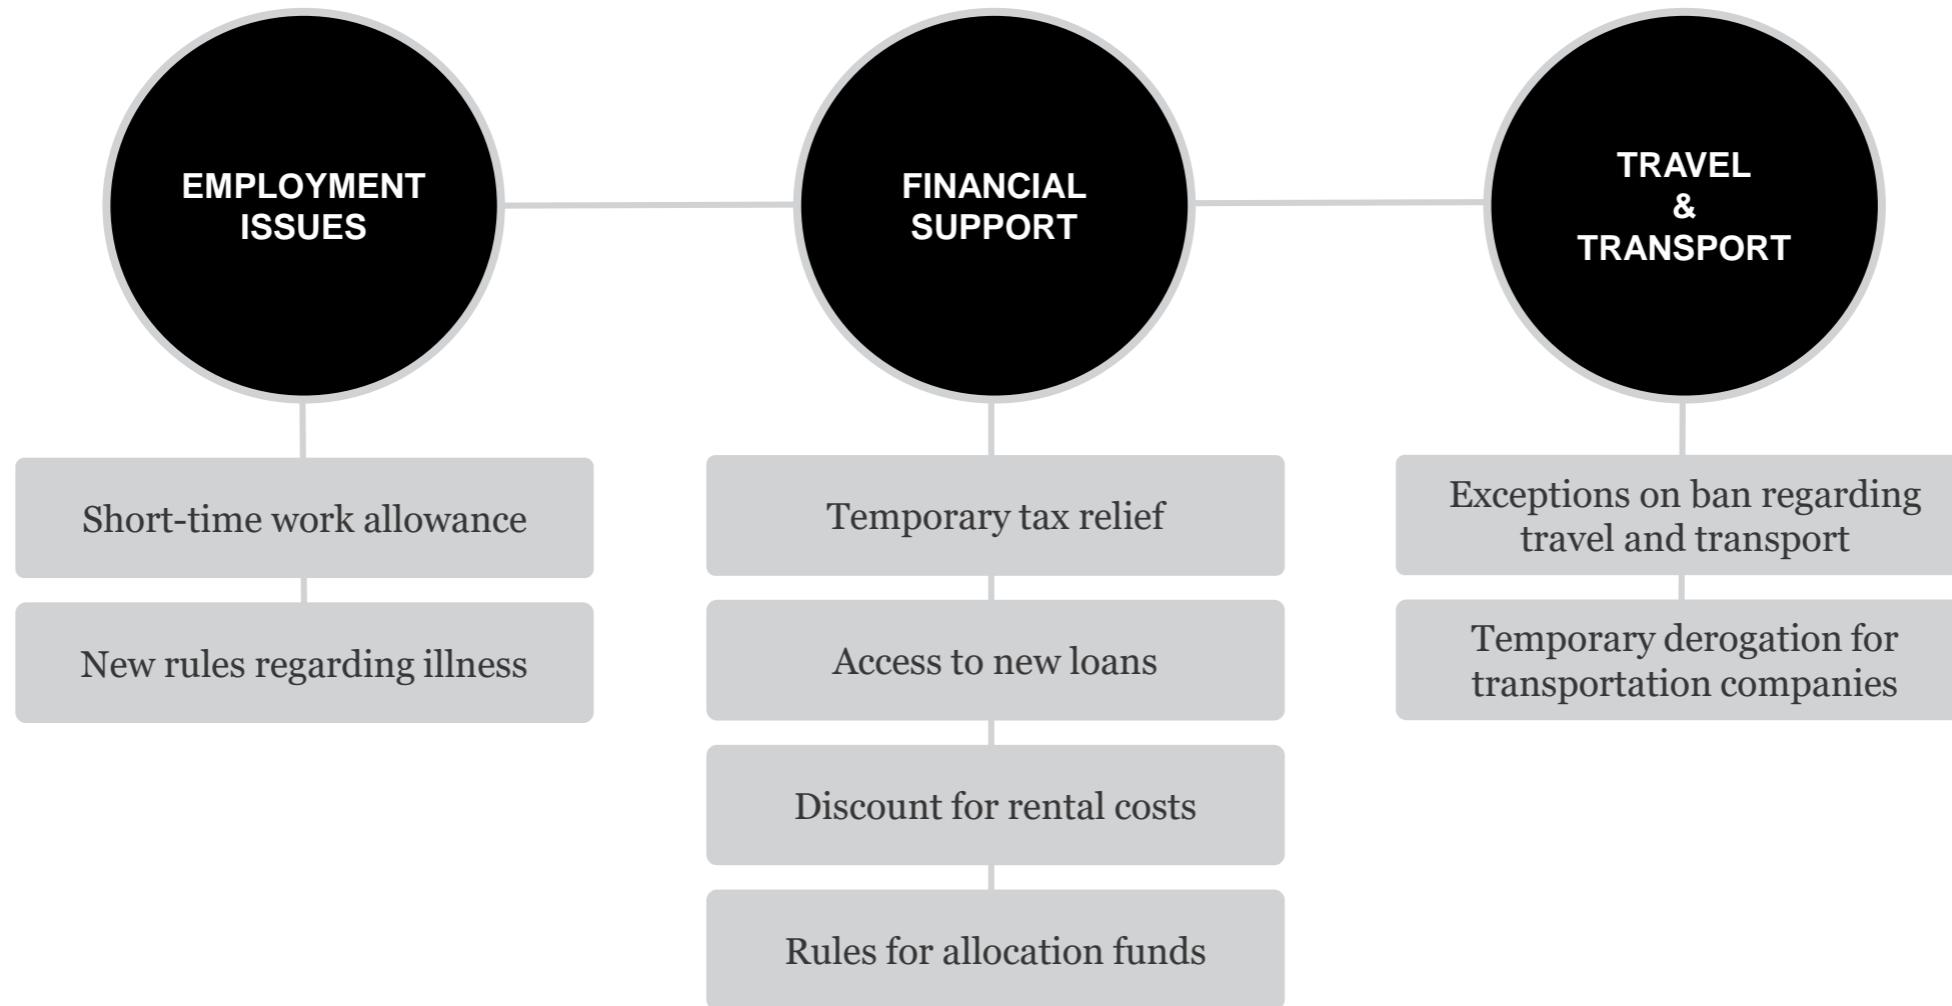 EMPLOYMENT
ISSUES
Short-time work allowance
New rules regarding illness
FINANCIAL
SUPPORT
Temporary tax relief
Access to new loans
Discount for rental costs
Rules for allocation funds
TRAVEL
&
TRANSPORT
Exceptions on ban regarding
travel and transport
Temporary derogation for
transportation companies